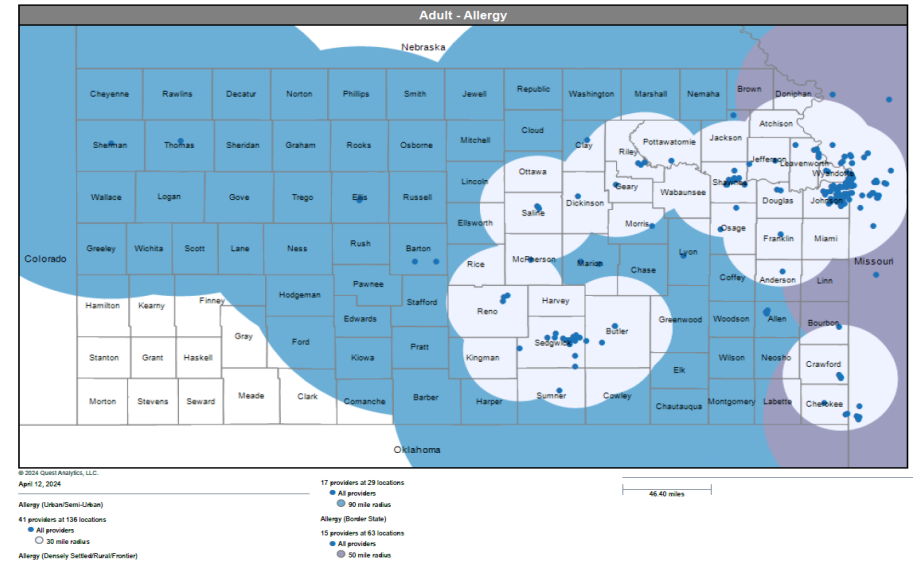 Adult - Allergy
Nebraska
Cheyenne Rawlins Decatur Norton Phillips Smith Jewell Republic Washington Marshall Nemaha Brown Doniphan
Sherman Thomas Sheridan Graham Rooks Osborne Mitchell Cloud Clay Riley Pottawatomie Jackson Atchison
Jefferson Leavenworth
Wallace Logan Gove Trego Ellis Russell Lincoln Ottawa Geary Wabaunsee Shawnee Douglas Johnson Wyandotte
Saline Dickinson Morris Osage
Greeley Wichita Scott Lane Ness Rush Barton Ellsworth McPherson Marion Chase Lyon Franklin Miami
Colorado Missouri
Rice Coffey Anderson Linn
Hamilton Kearny Finney Hodgeman Pawnee Stafford Reno Harvey
Gray Edwards Butler Greenwood Woodson Allen Bourbon
Stanton Grant Haskell Ford Kiowa Pratt Kingman Sedgwick Elk Wilson Neosho Crawford
Morton Stevens Seward Meade Clark Comanche Barber Harper Sumner Cowley Chautauqua Montgomery Labette Cherokee
Oklahoma
© 2024 Quest Analytics, LLC.
April 12, 2024
Allergy (Urban/Semi-Urban)
41 providers at 136 locations
All providers
30 mile radius
Allergy (Densely Settled/Rural/Frontier)
17 providers at 29 locations
All providers
90 mile radius
Allergy (Border State)
15 providers at 63 locations
All providers
50 mile radius
46.40 miles